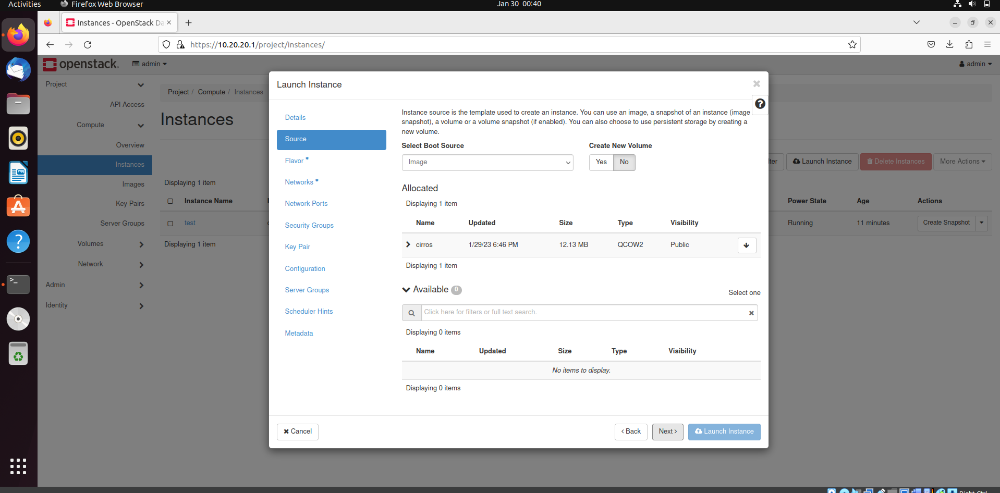 Activities
Firefox Web Browser
Jan 30 00:40
Instances - OpenStack Da
https://10.20.20.1/project/instances/
openstack.
admin
admin
Project
API Access
Compute
Overview
Instances
Images
Key Pairs
Server Groups
Volumes
Network
Admin
Identity
Project / Compute / Instances
Instances
Launch Instance
Delete Instances
More Actions
Displaying 1 item
Instance Name
Power State
Age
Actions
test
Running
11 minutes
Create Snapshot
Displaying 1 item
Launch Instance
Details
Source
Flavor *
Networks *
Network Ports
Security Groups
Key Pair
Configuration
Server Groups
Scheduler Hints
Metadata
Instance source is the template used to create an instance. You can use an image, a snapshot of an instance (image
snapshot), a volume or a volume snapshot (if enabled). You can also choose to use persistent storage by creating a
new volume.
Select Boot Source
Create New Volume
Image
Yes No
Allocated
Displaying 1 item
Name Updated Size Type Visibility
cirros 1/29/23 6:46 PM 12.13 MB QCOW2 Public
Displaying 1 item
Available 0
Select one
Click here for filters or full text search.
Displaying 0 items
Name Updated Size Type Visibility
No items to display.
Displaying 0 items
Cancel
Back
Next
Launch Instance